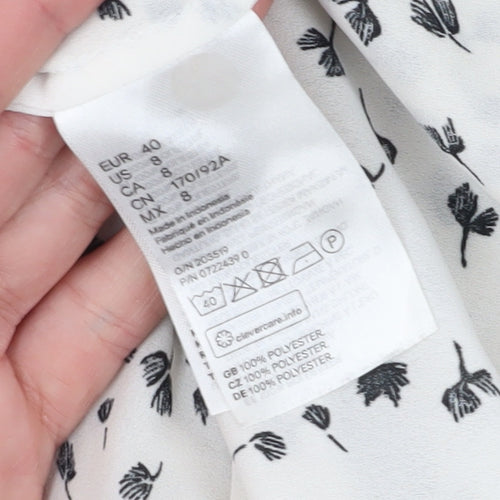 EUR 40
US 8
CA 8
CN 170/92A
MX 8
Made in Indonesia
Fabriqué en Indonésie
Hecho en Indonesia
O/N 203519
P/N 0722439 0
40
P
clevercare.info
GB 100% POLYESTER.
CZ 100% POLYESTER.
DE 100% POLYESTER.